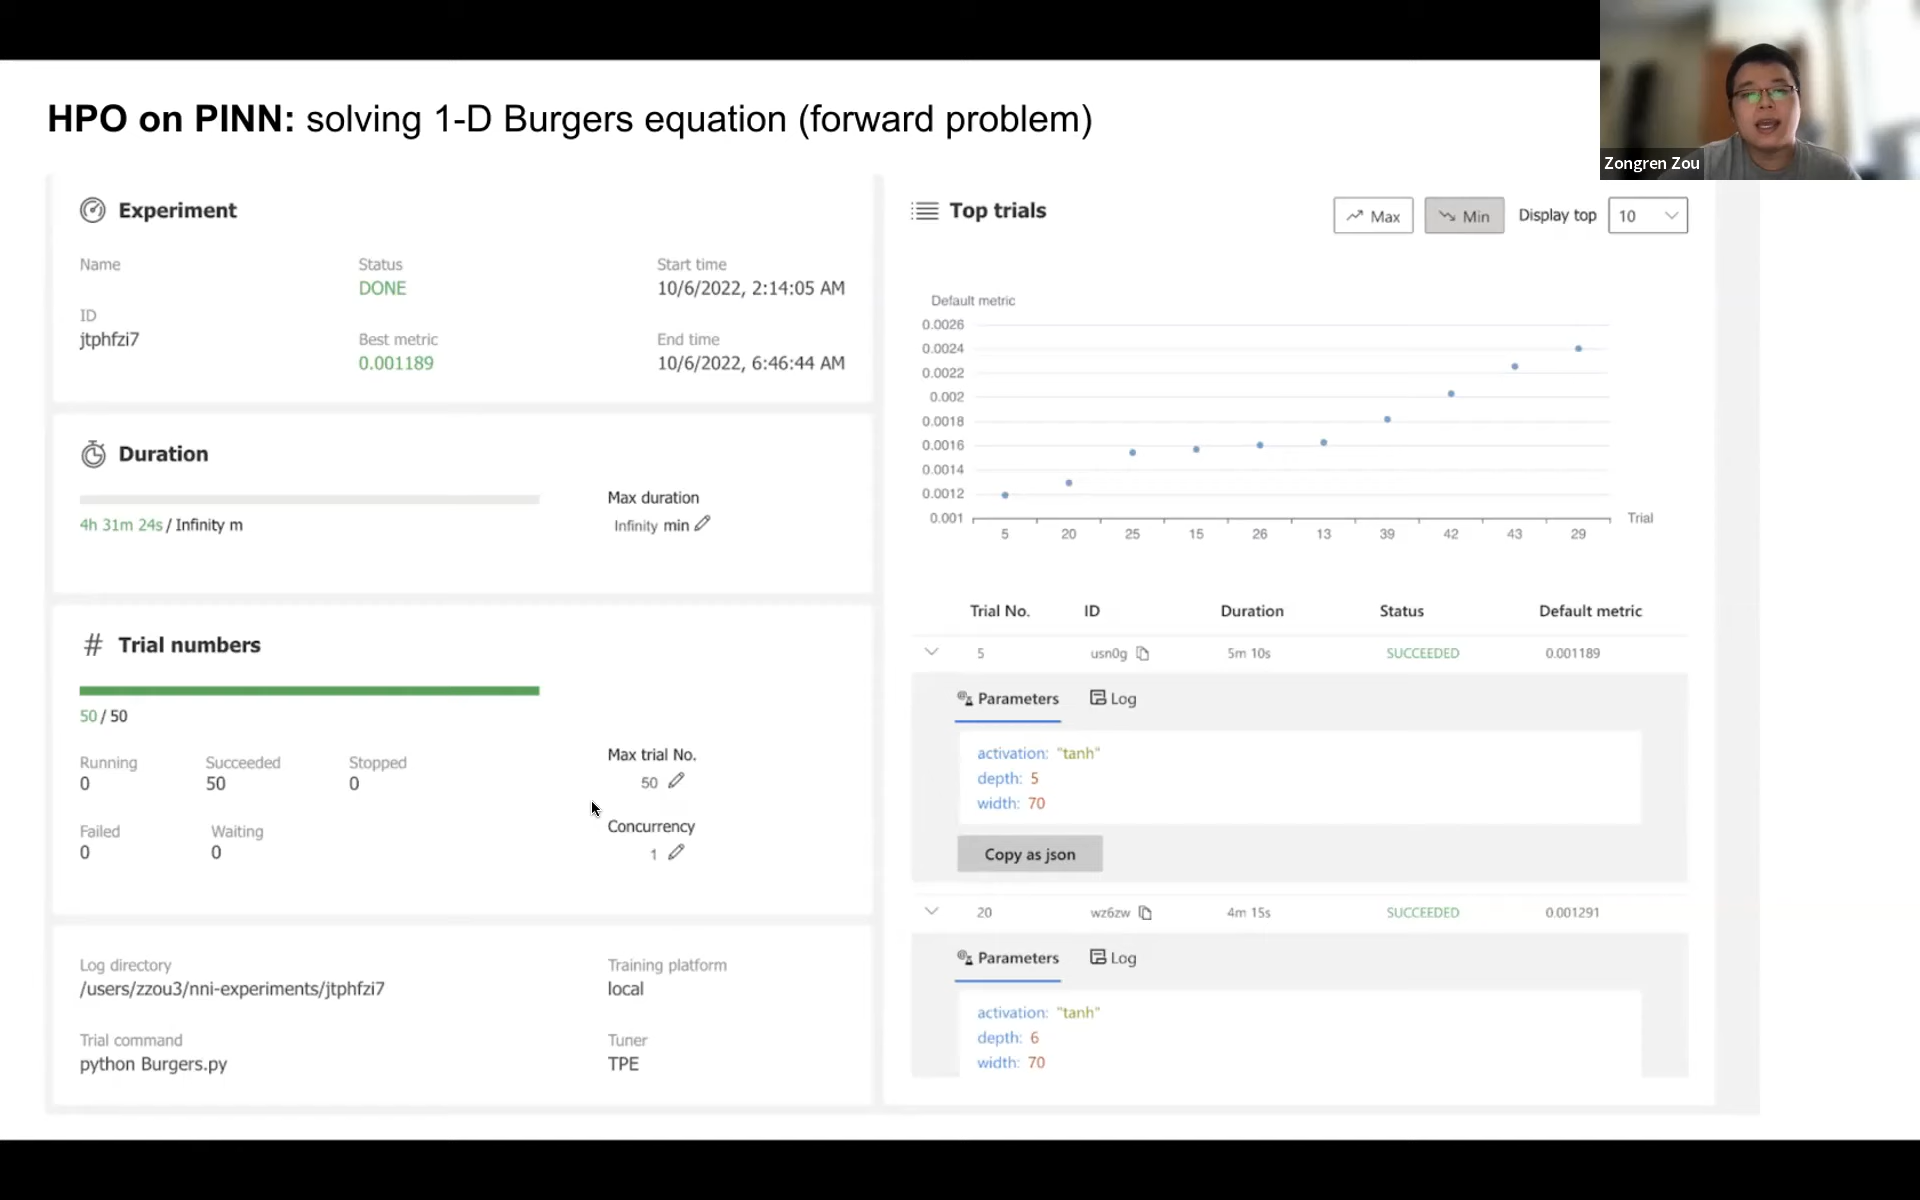 HPO on PINN: solving 1-D Burgers equation (forward problem)
Zongren Zou
Experiment
Name
Status
DONE
Start time
10/6/2022, 2:14:05 AM
ID
jtphfzi7
Best metric
0.001189
End time
10/6/2022, 6:46:44 AM
Duration
4h 31m 24s / Infinity m
Max duration
Infinity min
# Trial numbers
50 / 50
Running
0
Succeeded
50
Stopped
0
Max trial No.
50
Failed
0
Waiting
0
Concurrency
1
Log directory
/users/zzou3/nni-experiments/jtphfzi7
Training platform
local
Trial command
python Burgers.py
Tuner
TPE
Top trials
Max
Min
Display top
10
Default metric
0.0026
0.0024
0.0022
0.002
0.0018
0.0016
0.0014
0.0012
0.001
5 20 25 15 26 13 39 42 43 29
Trial
Trial No. ID Duration Status Default metric
5 usn0g 5m 10s SUCCEEDED 0.001189
Parameters Log
activation: "tanh"
depth: 5
width: 70
Copy as json
20 wz6zw 4m 15s SUCCEEDED 0.001291
Parameters Log
activation: "tanh"
depth: 6
width: 70